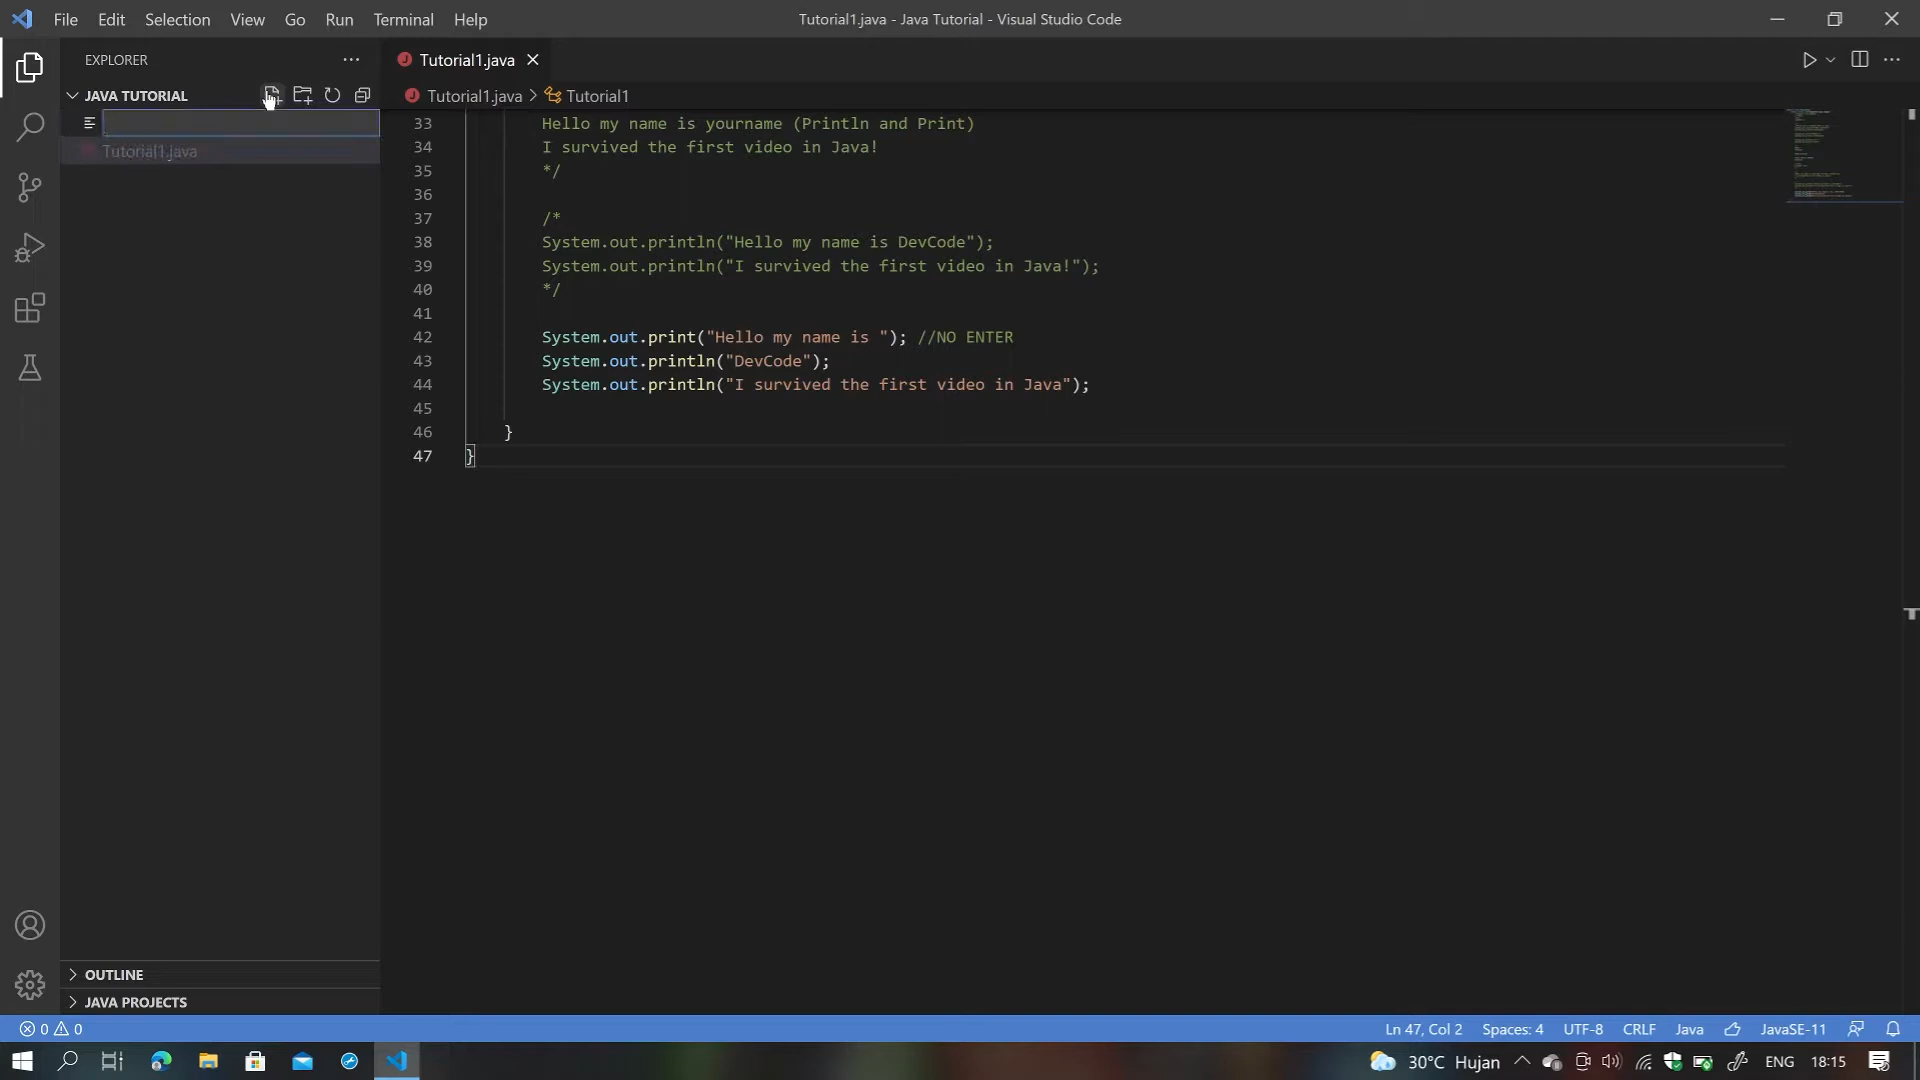 File Edit Selection View Go Run Terminal Help
Tutorial1.java - Java Tutorial - Visual Studio Code
EXPLORER
Tutorial1.java
JAVA TUTORIAL
Tutorial1.java > Tutorial1
Tutorial1.java
33 Hello my name is yourname (Println and Print)
34 I survived the first video in Java!
35 */
36
37 /*
38 System.out.println("Hello my name is DevCode");
39 System.out.println("I survived the first video in Java!");
40 */
41
42 System.out.print("Hello my name is "); //NO ENTER
43 System.out.println("DevCode");
44 System.out.println("I survived the first video in Java");
45
46 }
47 }
OUTLINE
JAVA PROJECTS
0 0
Ln 47, Col 2 Spaces: 4 UTF-8 CRLF Java JavaSE-11
30°C Hujan ENG 18:15